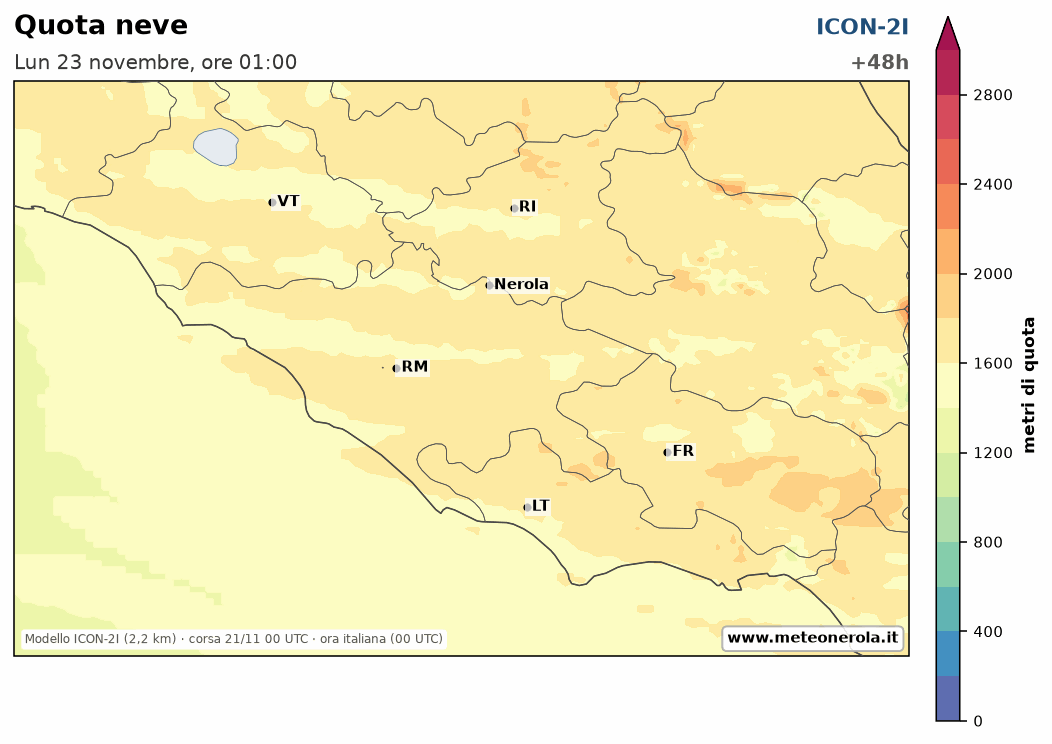 Quota neve
ICON-2I
Lun 23 novembre, ore 01:00
+48h
VT
RI
Nerola
RM
FR
LT
2800
2400
2000
1600
1200
800
400
0
metri di quota
Modello ICON-2I (2,2 km) · corsa 21/11 00 UTC · ora italiana (00 UTC)
www.meteonerola.it